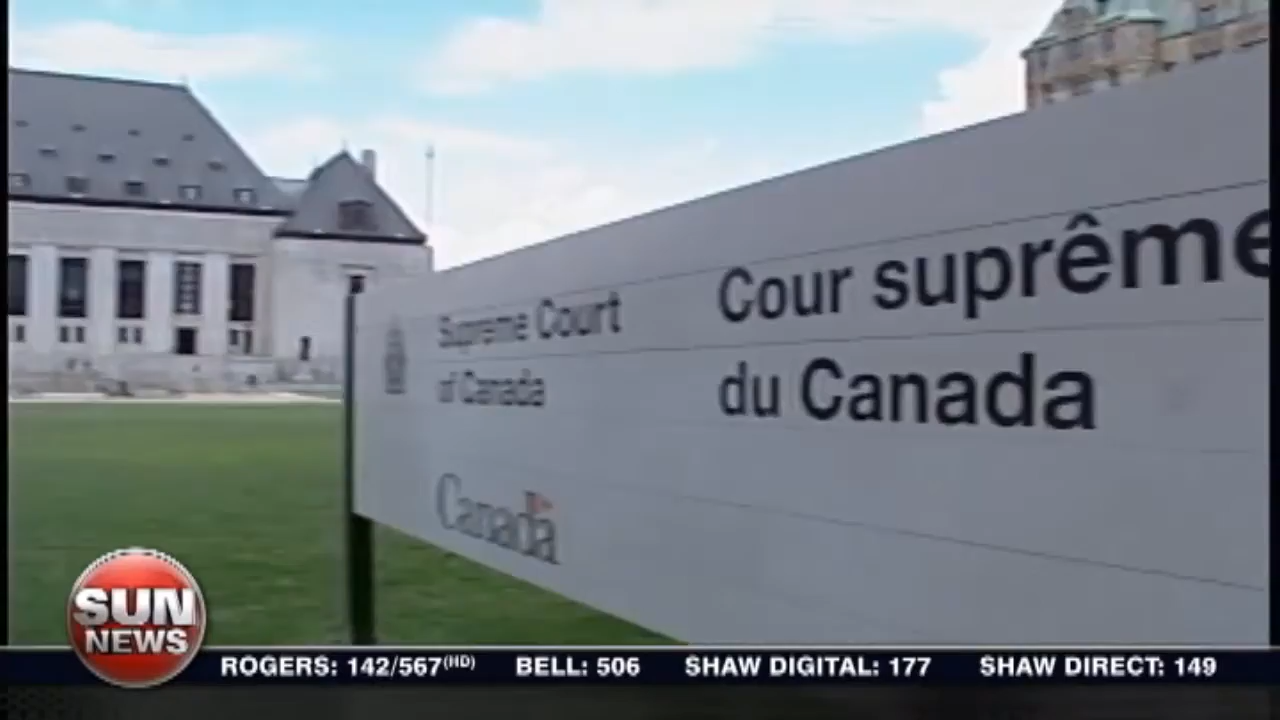 Supreme Court
of Canada
Cour suprême
du Canada
Canada
SUN
NEWS
ROGERS: 142/567(HD) BELL: 506 SHAW DIGITAL: 177 SHAW DIRECT: 149